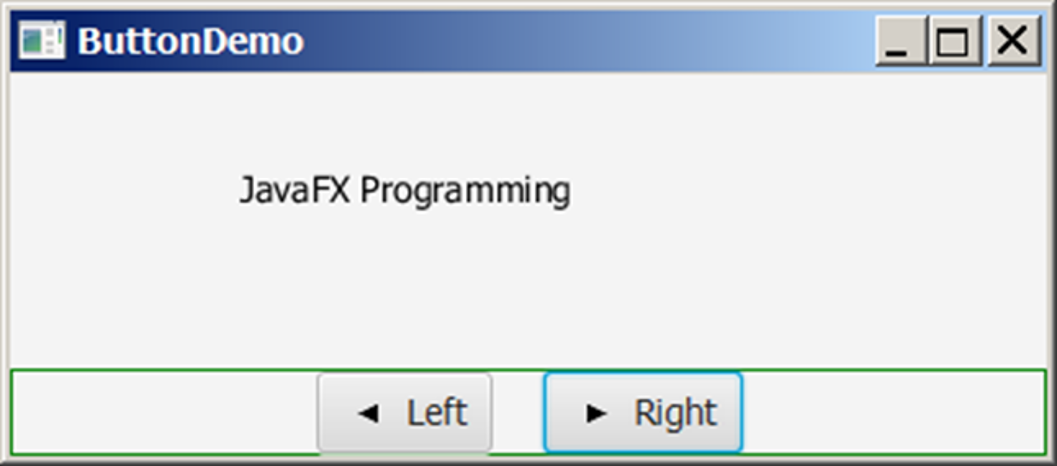 ButtonDemo
JavaFX Programming
Left
Right